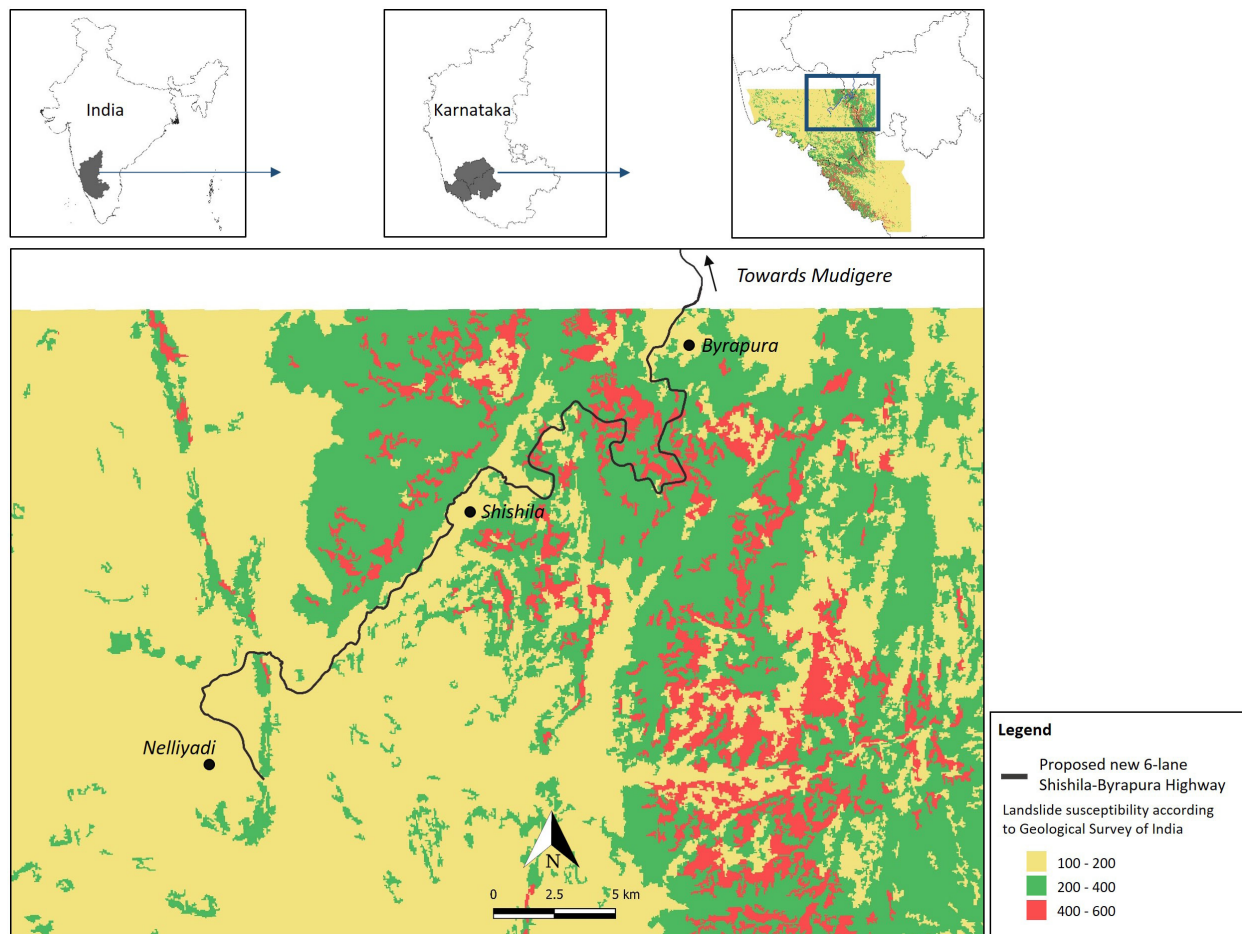 India
Karnataka
Towards Mudigere
Byrapura
Shishila
Nelliyadi
N
0 2.5 5 km
Legend
Proposed new 6-lane
Shishila-Byrapura Highway
Landslide susceptibility according
to Geological Survey of India
100 - 200
200 - 400
400 - 600